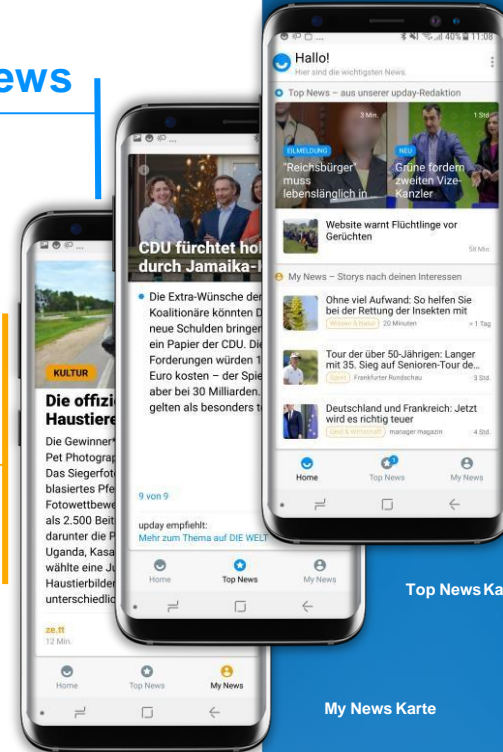 ews
11:08
40%
Hallo!
Hier sind die wichtigsten News.
Top News – aus unserer upday-Redaktion
3 Min.
1 Std.
EILMELDUNG
NEU
"Reichsbürger"
muss
lebenslänglich in
Grüne fordern
zweiten Vize-
Kanzler
Website warnt Flüchtlinge vor
Gerüchten
59 Min.
My News – Storys nach deinen Interessen
Ohne viel Aufwand: So helfen Sie
bei der Rettung der Insekten mit
Wissen & Natur 20 Minuten > 1 Tag
Tour der über 50-Jährigen: Langer
mit 35. Sieg auf Senioren-Tour de...
Sport Frankfurter Rundschau 3 Std.
Deutschland und Frankreich: Jetzt
wird es richtig teuer
Geld & Wirtschaft manager magazin 4 Std.
1
Home Top News My News
CDU fürchtet
durch Jamaika-
Die Extra-Wünsche der
Koalitionäre könnten
neue Schulden bringen
ein Papier der CDU.
Forderungen würden
Euro kosten – der
aber bei 30 Milliarden.
gelten als besonders
9 von 9
upday empfiehlt:
Mehr zum Thema auf DIE WELT
Home Top News My News
KULTUR
Die offizi
Haustiere
Die Gewinner*
Pet Photograp
Das Siegerfot
blasiertes Pfe
Fotowettbewe
als 2.500 Beit
darunter die P
Uganda, Kasa
wählte eine Ju
Haustierbilder
unterschiedlic
ze.tt
12 Min.
Home Top News My News
Top News Ka
My News Karte